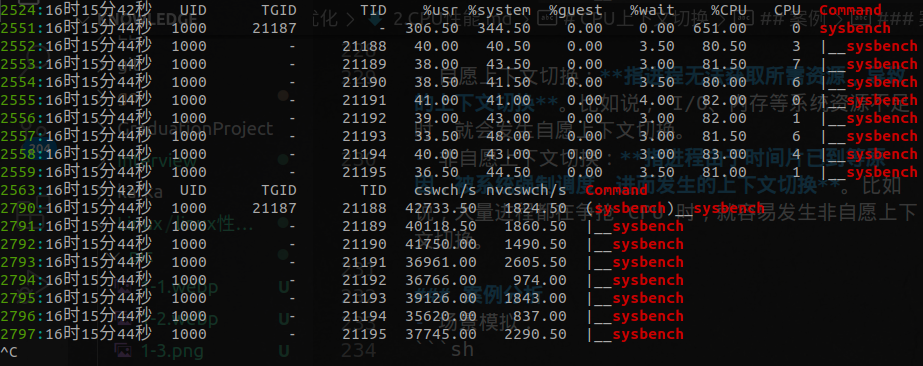 2524:16时15分42秒   UID      TGID       TID    %usr %system  %guest   %wait    %CPU   CPU  Command
2551:16时15分44秒  1000     21187         -  306.50  344.50    0.00    0.00  651.00     0  sysbench
2552:16时15分44秒  1000         -     21188   40.00   40.50    0.00    3.50   80.50     3  |__sysbench
2553:16时15分44秒  1000         -     21189   38.00   43.50    0.00    3.00   81.50     7  |__sysbench
2554:16时15分44秒  1000         -     21190   38.50   41.50    0.00    3.50   80.00     6  |__sysbench
2555:16时15分44秒  1000         -     21191   41.00   41.00    0.00    4.00   82.00     0  |__sysbench
2556:16时15分44秒  1000         -     21192   39.00   43.00    0.00    3.00   82.00     1  |__sysbench
2557:16时15分44秒  1000         -     21193   33.50   48.00    0.00    3.00   81.50     6  |__sysbench
2558:16时15分44秒  1000         -     21194   40.00   43.00    0.00    3.00   83.00     4  |__sysbench
2559:16时15分44秒  1000         -     21195   36.50   44.50    0.00    3.00   81.50     1  |__sysbench
2563:16时15分42秒   UID      TGID       TID   cswch/s nvcswch/s  Command
2790:16时15分44秒  1000     21187     21188  42733.50   1824.50  (sysbench)__sysbench
2791:16时15分44秒  1000         -     21189  40118.50   1860.50  |__sysbench
2792:16时15分44秒  1000         -     21190  41750.00   1490.50  |__sysbench
2793:16时15分44秒  1000         -     21191  36961.00   2605.50  |__sysbench
2794:16时15分44秒  1000         -     21192  36766.00    974.00  |__sysbench
2795:16时15分44秒  1000         -     21193  39126.00   1843.00  |__sysbench
2796:16时15分44秒  1000         -     21194  35620.00    837.00  |__sysbench
2797:16时15分44秒  1000         -     21195  37745.00   2290.50  |__sysbench
^C